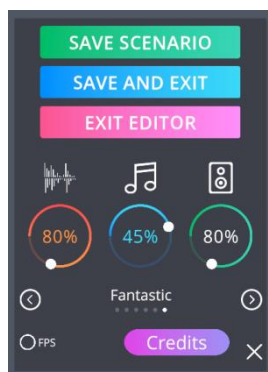 SAVE SCENARIO
SAVE AND EXIT
EXIT EDITOR
80% 45% 80%
Fantastic
FPS Credits